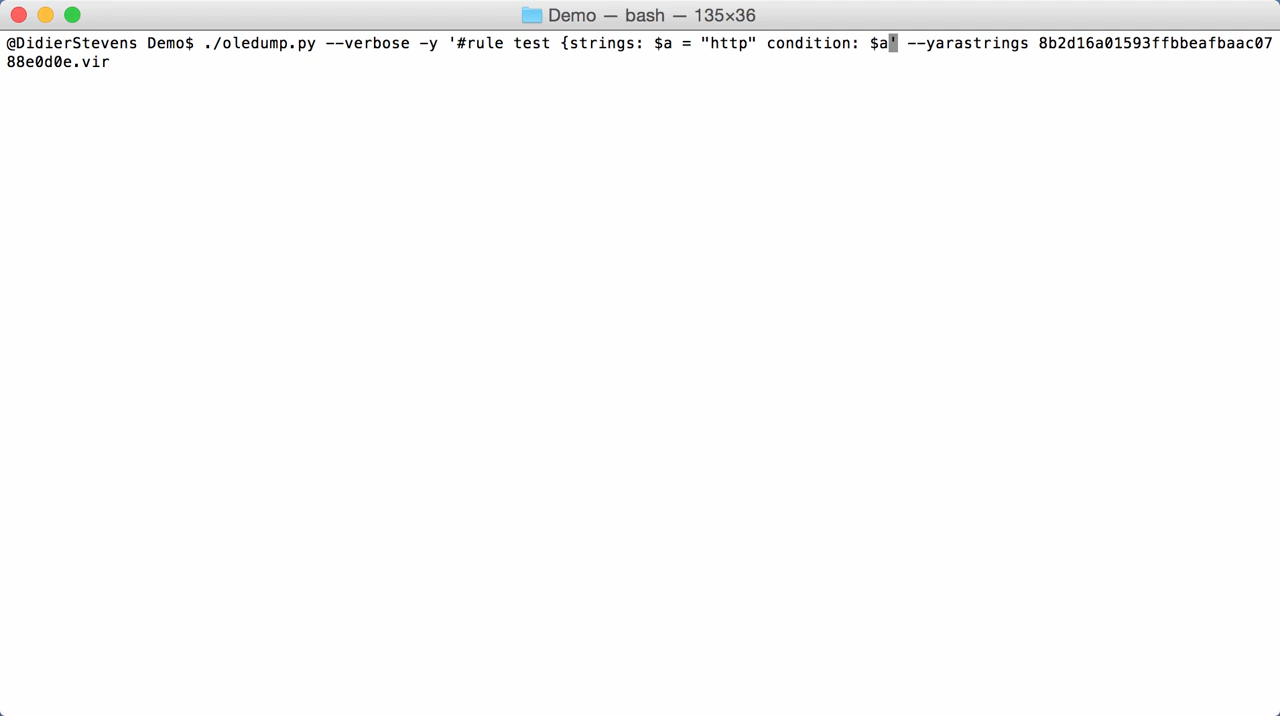 Demo — bash — 135×36
@DidierStevens Demo$ ./oledump.py --verbose -y '#rule test {strings: $a = "http" condition: $a' --yarastrings 8b2d16a01593ffbbeafbaac07
88e0d0e.vir